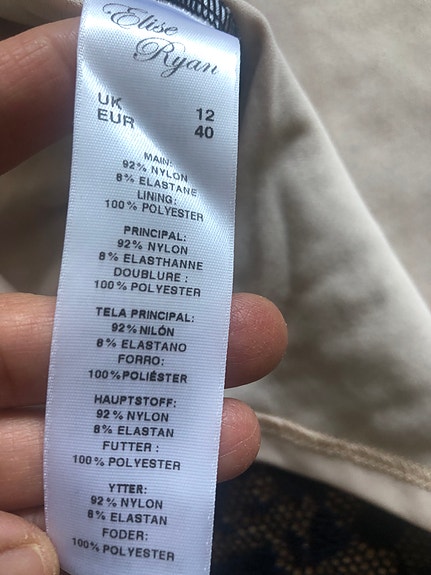 Elise
Ryan
UK 12
EUR 40
MAIN:
92% NYLON
8% ELASTANE
LINING:
100% POLYESTER
PRINCIPAL:
92% NYLON
8% ELASTHANNE
DOUBLURE :
100% POLYESTER
TELA PRINCIPAL:
92% NILÓN
8% ELASTANO
FORRO:
100% POLIÉSTER
HAUPTSTOFF:
92% NYLON
8% ELASTAN
FUTTER :
100% POLYESTER
YTTER:
92% NYLON
8% ELASTAN
FODER:
100% POLYESTER